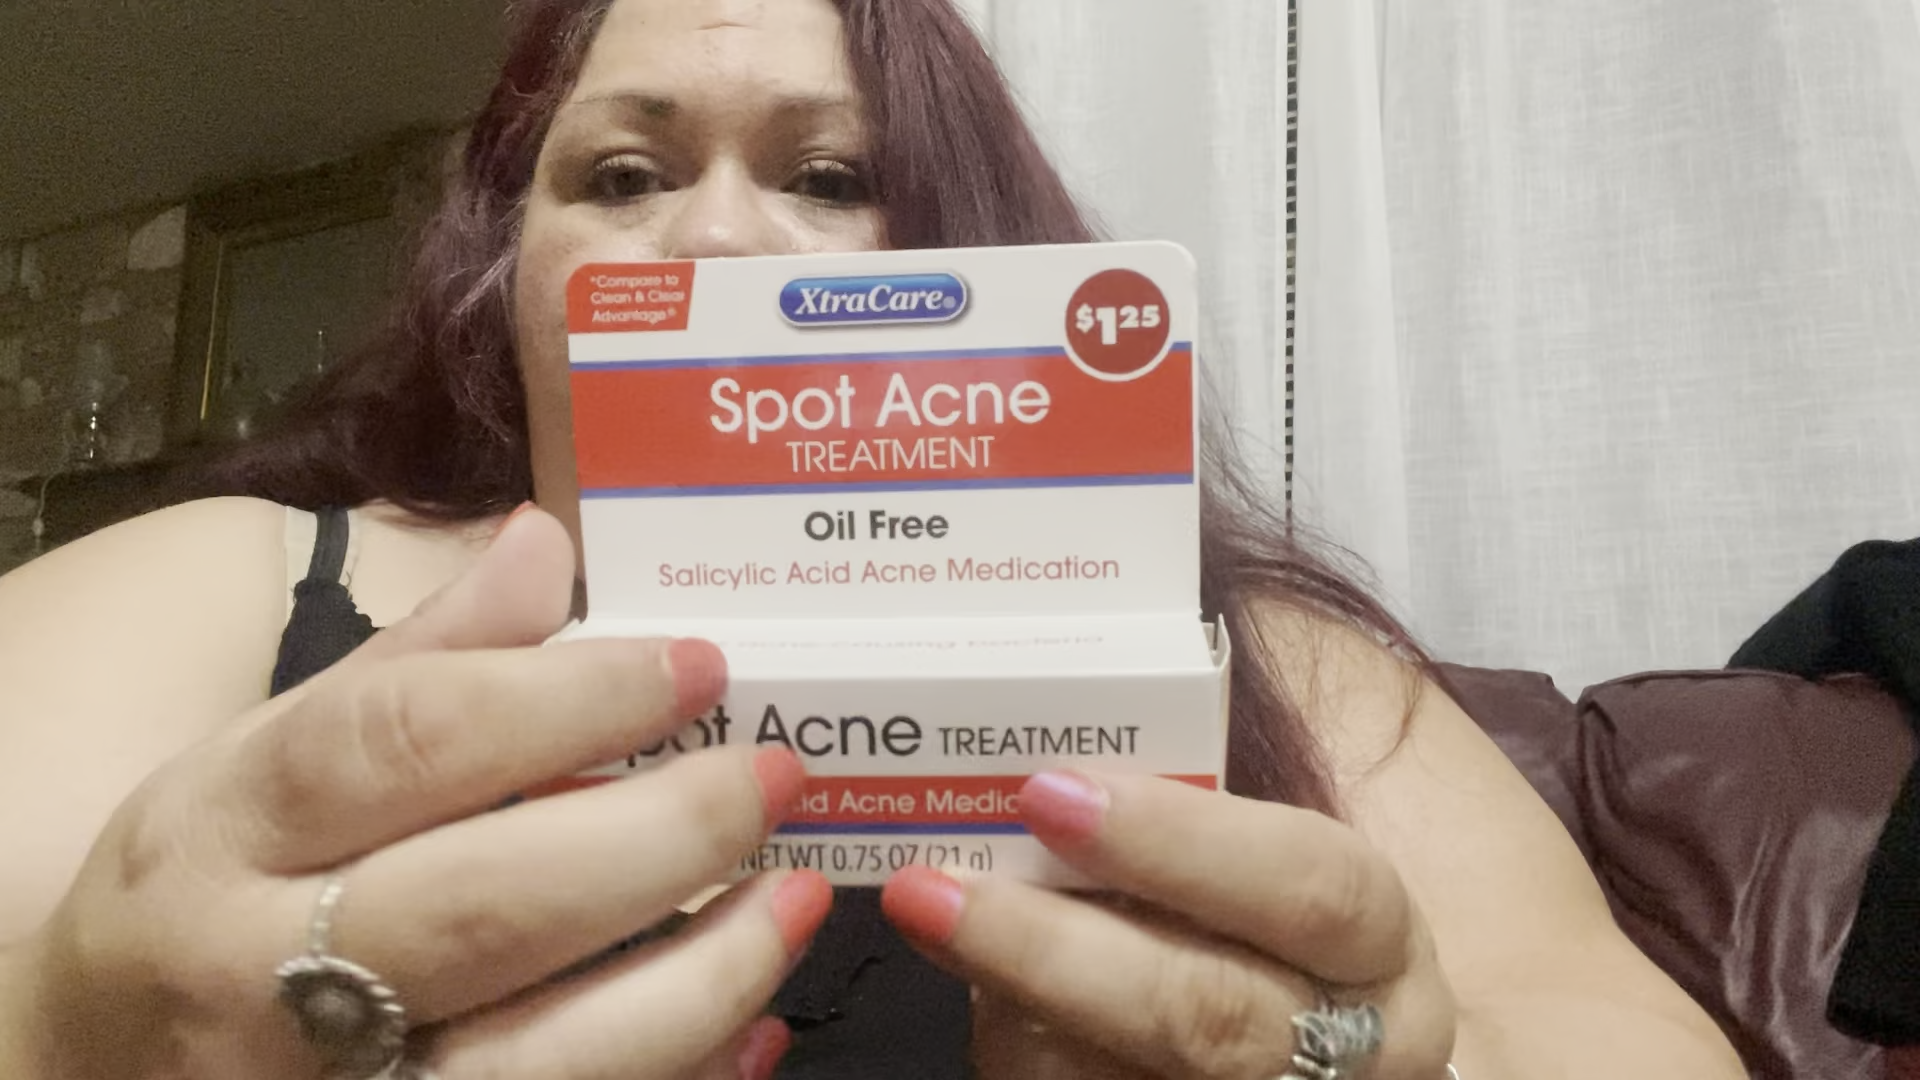 *Compare to
Clean & Clear
Advantage®
XtraCare®
$1.25
Spot Acne
TREATMENT
Oil Free
Salicylic Acid Acne Medication
Acne TREATMENT
Acne
NET WT 0.75 OZ (21 g)